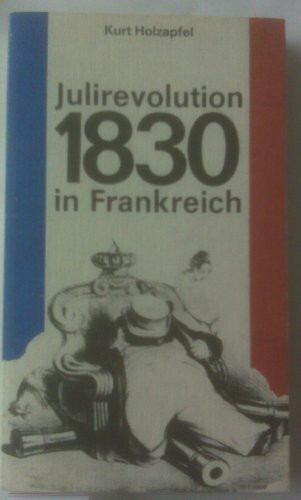 Kurt Holzapfel
Julirevolution
1830
in Frankreich